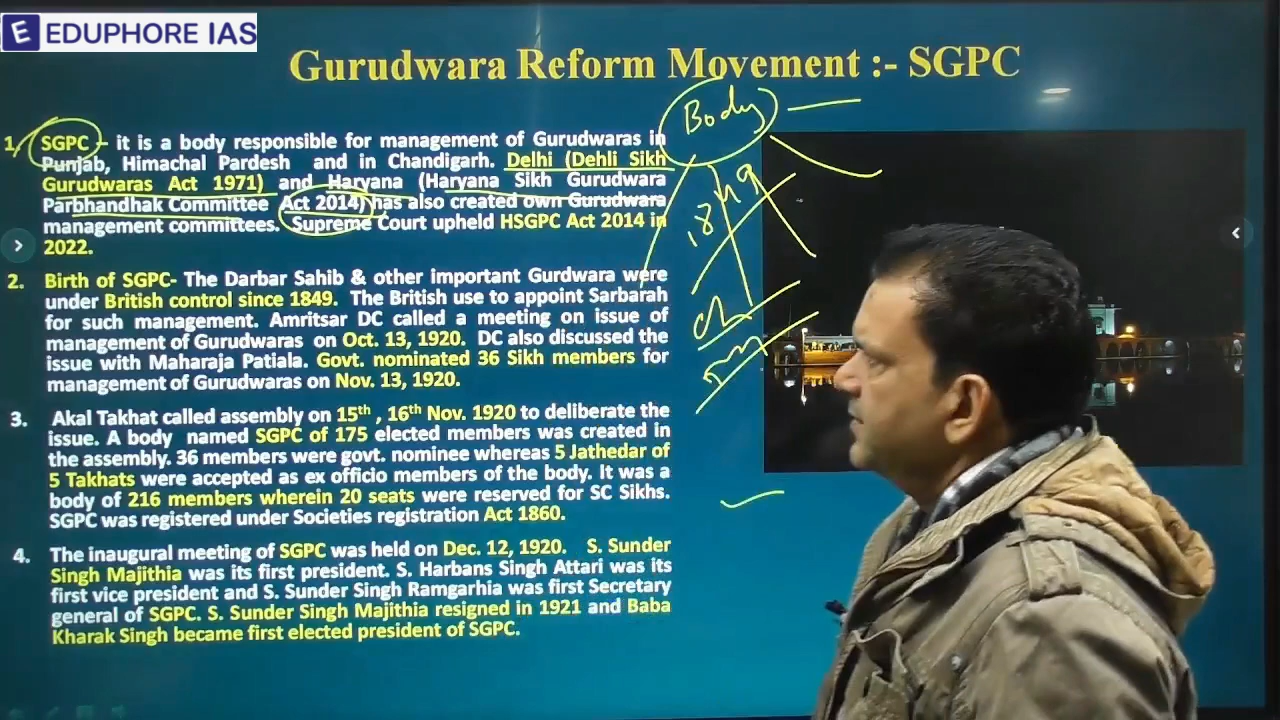 EDUPHORE IAS
Gurudwara Reform Movement :- SGPC
Body
1849
1, SGPC - it is a body responsible for management of Gurudwaras in
Punjab, Himachal Pardesh and in Chandigarh. Delhi (Dehli Sikh
Gurudwaras Act 1971) and Haryana (Haryana Sikh Gurudwara
Parbhandhak Committee Act 2014) has also created own Gurudwara
management committees. Supreme Court upheld HSGPC Act 2014 in
2022.
2. Birth of SGPC- The Darbar Sahib & other important Gurdwara were
under British control since 1849. The British use to appoint Sarbarah
for such management. Amritsar DC called a meeting on issue of
management of Gurudwaras on Oct. 13, 1920. DC also discussed the
issue with Maharaja Patiala. Govt. nominated 36 Sikh members for
management of Gurudwaras on Nov. 13, 1920.
3. Akal Takhat called assembly on 15th , 16th Nov. 1920 to deliberate the
issue. A body named SGPC of 175 elected members was created in
the assembly. 36 members were govt. nominee whereas 5 Jathedar of
5 Takhats were accepted as ex officio members of the body. It was a
body of 216 members wherein 20 seats were reserved for SC Sikhs.
SGPC was registered under Societies registration Act 1860.
4. The inaugural meeting of SGPC was held on Dec. 12, 1920. S. Sunder
Singh Majithia was its first president. S. Harbans Singh Attari was its
first vice president and S. Sunder Singh Ramgarhia was first Secretary
general of SGPC. S. Sunder Singh Majithia resigned in 1921 and Baba
Kharak Singh became first elected president of SGPC.